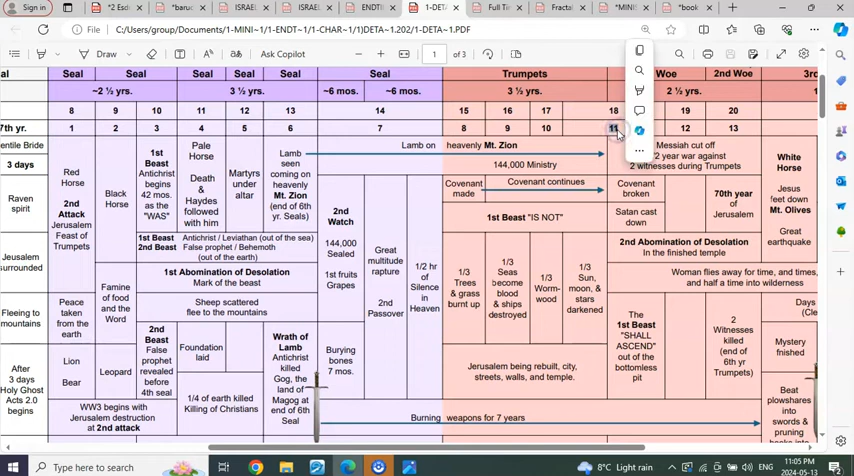 Sign in
*2 Esdr
*baruc
ISRAEL
ISRAEL
ENDTI
1-DETA
Full Tim
Fractal
*MINIS
*book
File C:/Users/group/Documents/1-MINI~1/1-ENDT~1/1-CHAR~1/1)DETA~1.202/1-DETA~1.PDF
Draw
Ask Copilot
1 of 1
al Seal Seal Seal Trumpets Woe 2nd Woe 3rd
~2 ½ yrs. 3 ½ yrs. ~6 mos. ~6 mos. 3 ½ yrs. 2 ½ yrs.
8 9 10 11 12 13 14 15 16 17 18 19 20
7th yr. 1 2 3 4 5 6 7 8 9 10 11 12 13
entile Bride
3 days
Raven
spirit
Jerusalem
surrounded
Fleeing to
mountains
After
3 days
Holy Ghost
Acts 2.0
begins
Red
Horse
2nd
Attack
Jerusalem
Feast of
Trumpets
Peace
taken
from the
earth
Lion
Bear
Black
Horse
Famine
of food
and the
Word
Leopard
WW3 begins with
Jerusalem destruction
at 2nd attack
1st
Beast
Antichrist
begins
42 mos.
as the
"WAS"
1st Beast Antichrist / Leviathan (out of the sea)
2nd Beast False prophet / Behemoth
(out of the earth)
1st Abomination of Desolation
Mark of the beast
Sheep scattered
flee to the mountains
2nd
Beast
False
prophet
revealed
before 4th
seal
Pale
Horse
Death
&
Haydes
followed
with him
Martyrs
under
altar
Foundation
laid
1/4 of earth killed
Killing of Christians
Lamb
seen
coming on
heavenly
Mt. Zion
(end of 6th
yr. Seals)
Wrath of
Lamb
Antichrist
killed
Gog, the
land of
Magog at
end of 6th
Seal
Lamb on heavenly Mt. Zion
144,000 Ministry
2nd
Watch
144,000
Sealed
1st fruits
Grapes
Burying
bones
7 mos.
Great
multitude
rapture
2nd
Passover
1/2 hr
of
Silence
in
Heaven
Covenant
made
Covenant continues
1st Beast "IS NOT"
1/3
Trees
& grass
burnt up
1/3
Seas
become
blood
& ships
destroyed
1/3
Worm-
wood
1/3
Sun,
moon, &
stars
darkened
Jerusalem being rebuilt, city,
streets, walls, and temple.
Burning weapons for 7 years
Messiah cut off
2 year war against
2 witnesses during Trumpets
Covenant
broken
Satan cast
down
70th year
of
Jerusalem
2nd Abomination of Desolation
In the finished temple
Woman flies away for time, and times,
and half a time into wilderness
The
1st Beast
"SHALL
ASCEND"
out of the
bottomless
pit
2
Witnesses
killed
(end of
6th yr
Trumpets)
White
Horse
Jesus
feet down
Mt. Olives
Great
earthquake
Days
(Cle
Mystery
fnished
Beat
plowshares
into
swords &
pruning
hooks into
Type here to search
8°C Light rain
11:05 PM
2024-05-13